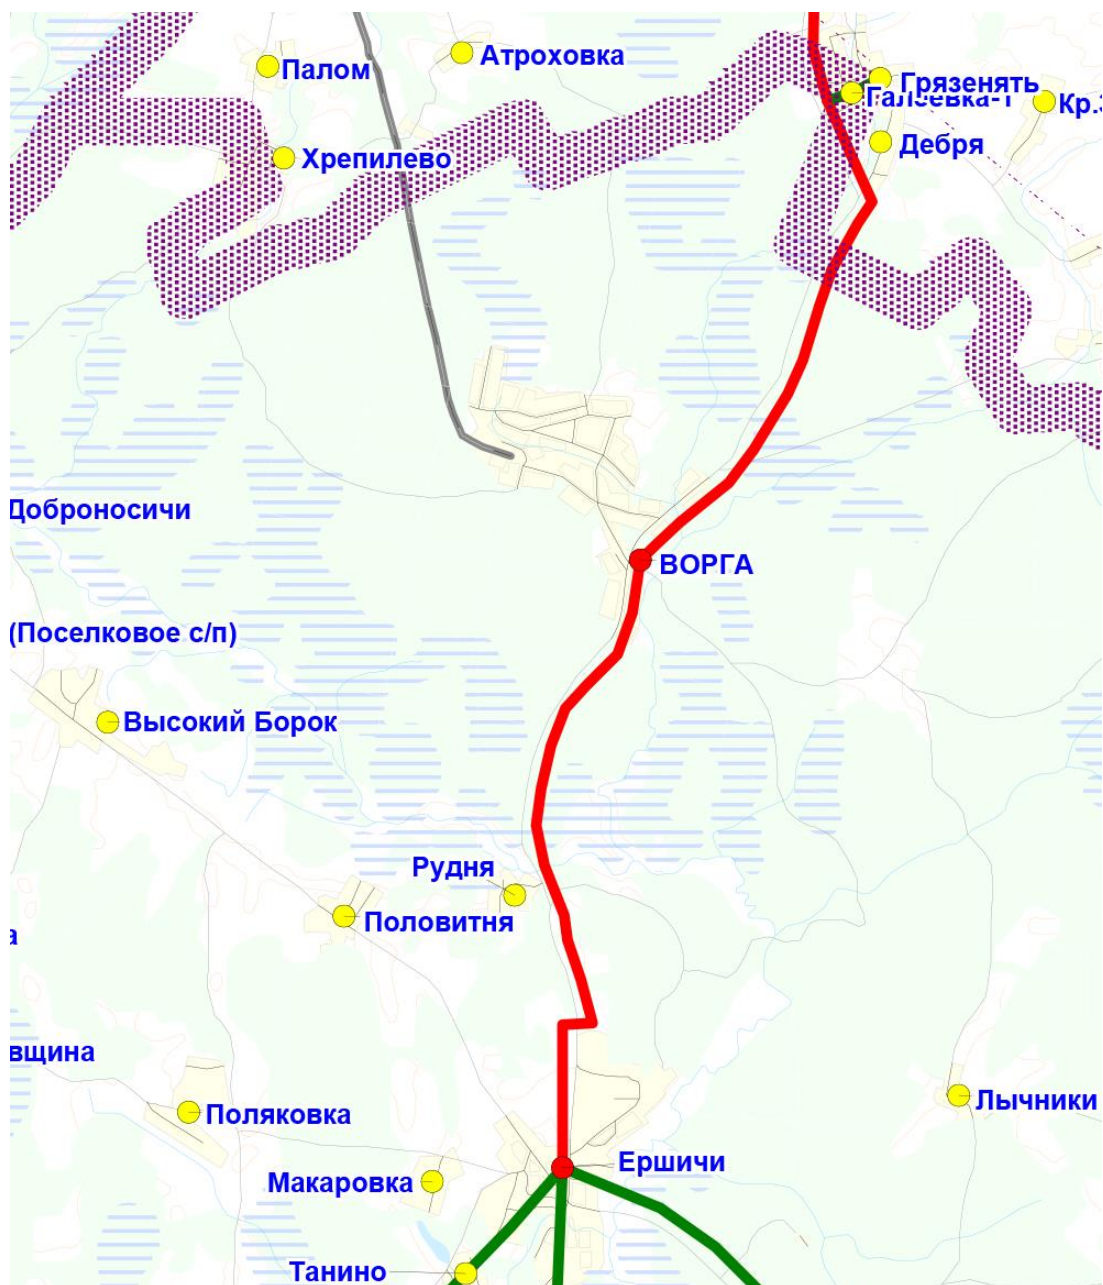 Атроховка
Палом
Грязенять
Кр.
Дебря
Хрепилево
Доброносичи
ВОРГА
(Поселковое с/п)
Высокий Борок
Рудня
Половитня
а
вщина
Лычники
Поляковка
Ершичи
Макаровка
Танино